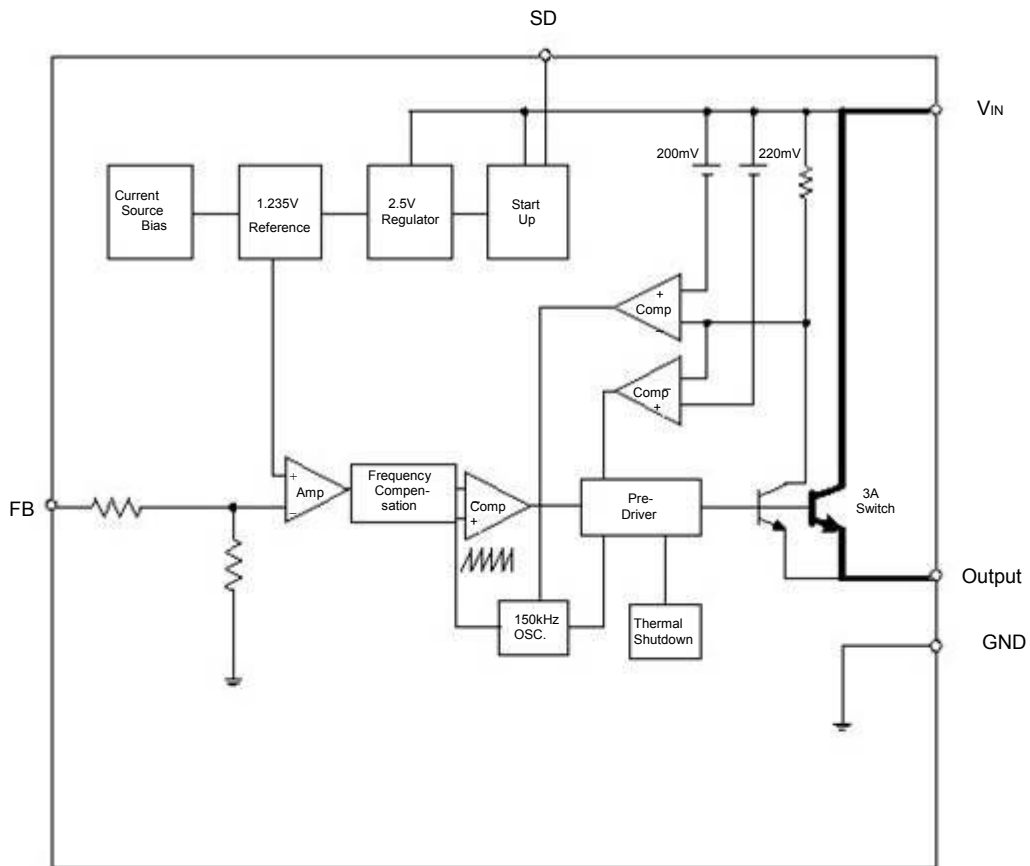 SD
VIN
200mV
220mV
Current
Source
Bias
1.235V
Reference
2.5V
Regulator
Start
Up
+
Comp
−
Comp −
+
FB
+
Amp
−
Frequency
Compen-
sation
−
Comp
+
Pre-
Driver
3A
Switch
Output
150kHz
OSC.
Thermal
Shutdown
GND